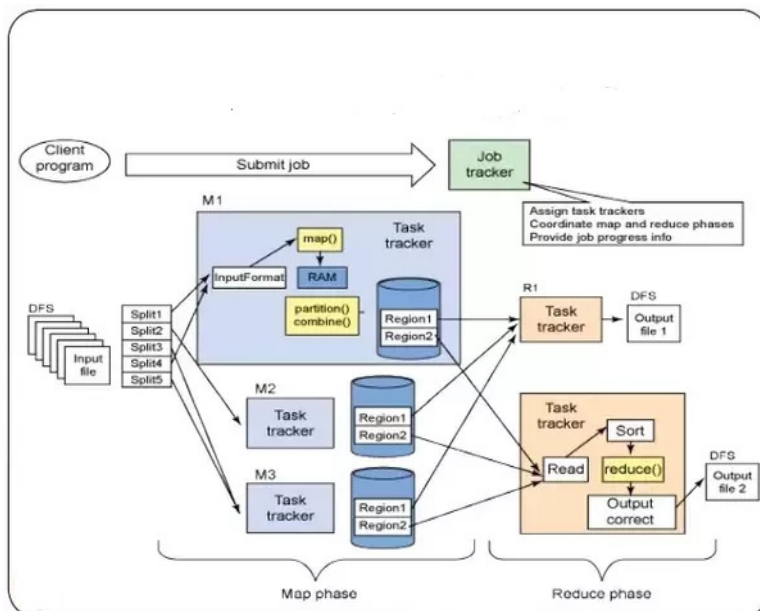 Client
program
Submit job
Job
tracker
Assign task trackers
Coordinate map and reduce phases
Provide job progress info
M1
Task
tracker
map()
InputFormat
RAM
partition()
combine()
Region1
Region2
DFS
Input
file
Split1
Split2
Split3
Split4
Split5
M2
Task
tracker
Region1
Region2
M3
Task
tracker
Region1
Region2
R1
Task
tracker
DFS
Output
file 1
Task
tracker
Sort
Read
reduce()
Output
correct
DFS
Output
file 2
Map phase
Reduce phase